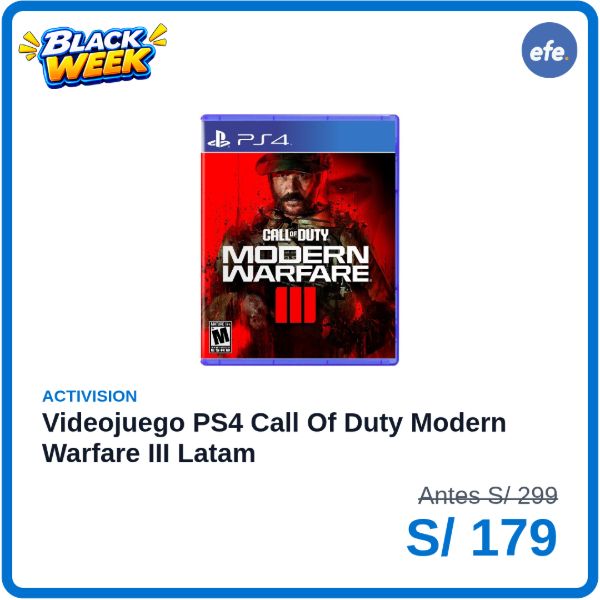 BLACK
WEEK
efe.
PS4
CALL OF DUTY
MODERN
WARFARE
III
M
ESRB
ACTIVISION
Videojuego PS4 Call Of Duty Modern
Warfare III Latam
Antes S/ 299
S/ 179